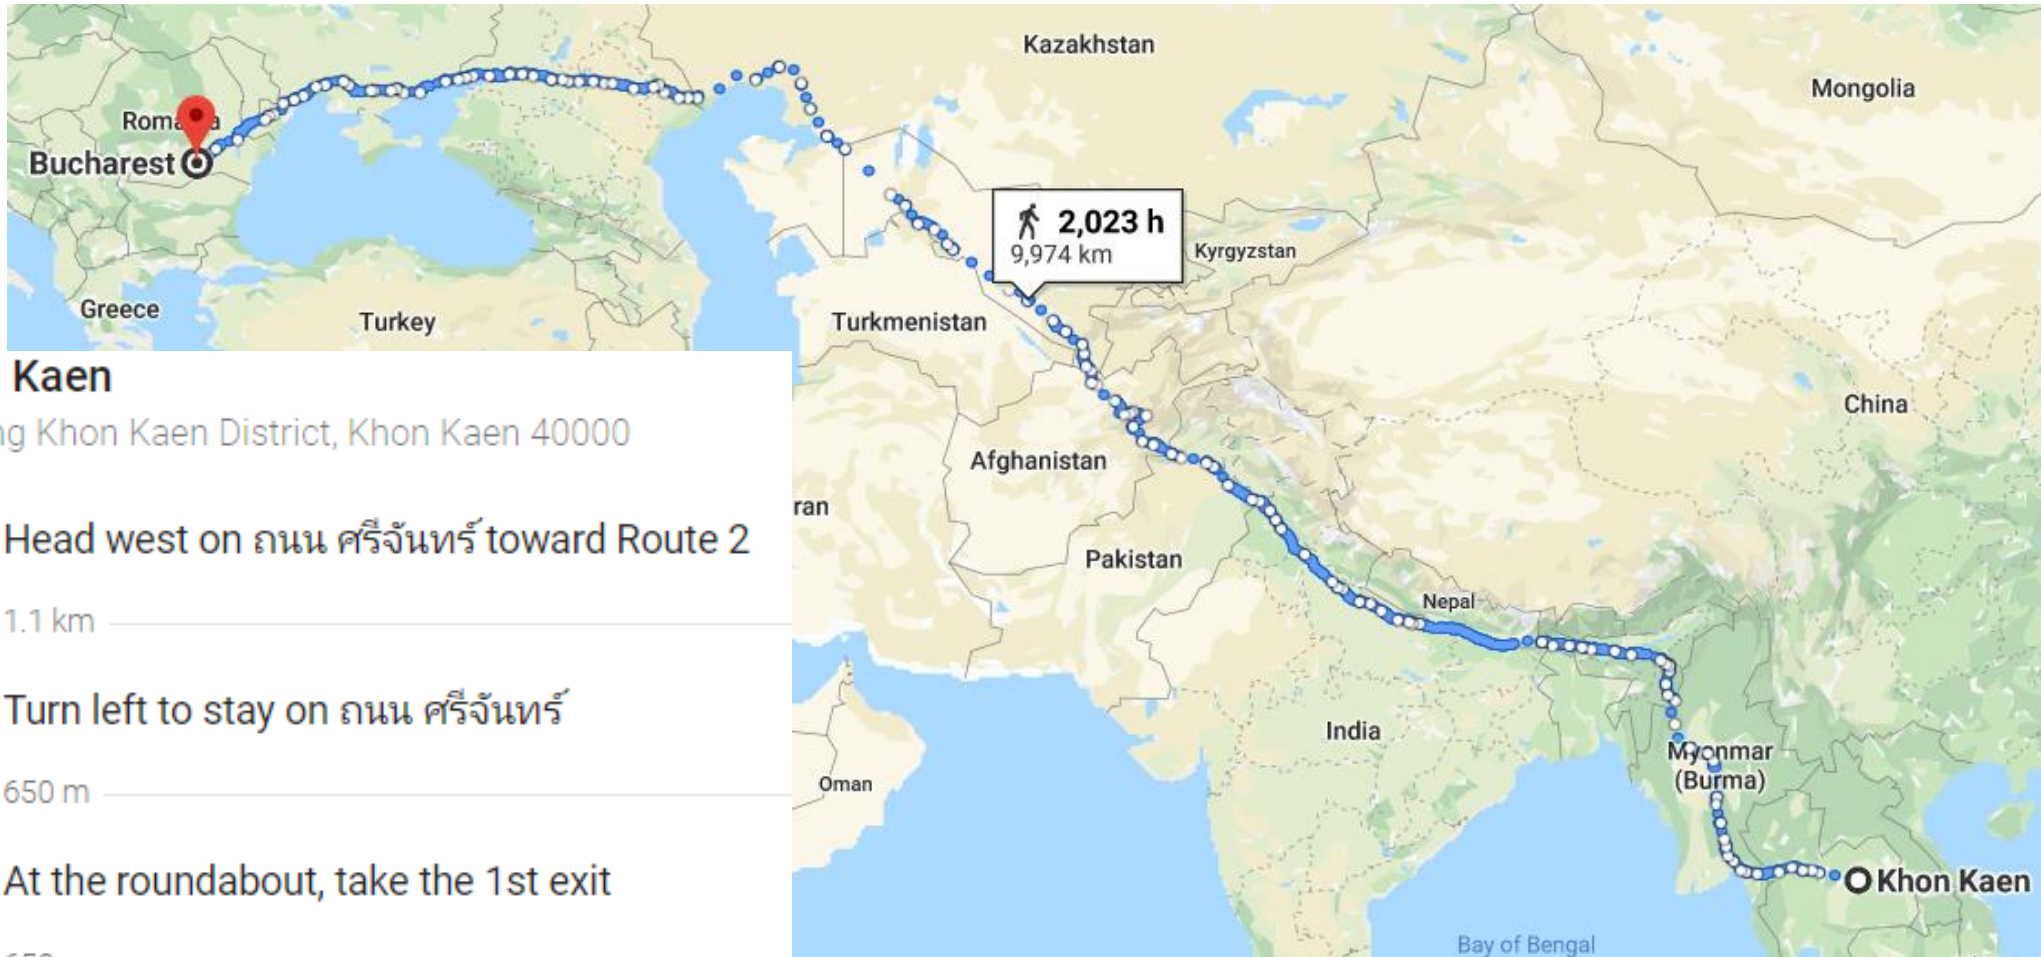 Kazakhstan
Mongolia
Romania
Bucharest
2,023 h
9,974 km
Kyrgyzstan
Greece
Turkey
Turkmenistan
Kaen
ng Khon Kaen District, Khon Kaen 40000
China
Afghanistan
ran
Head west on ถนน ศรีจันทร์ toward Route 2
Pakistan
1.1 km
Nepal
Turn left to stay on ถนน ศรีจันทร์
India
Myanmar
(Burma)
650 m
Oman
At the roundabout, take the 1st exit
Khon Kaen
Bay of Bengal